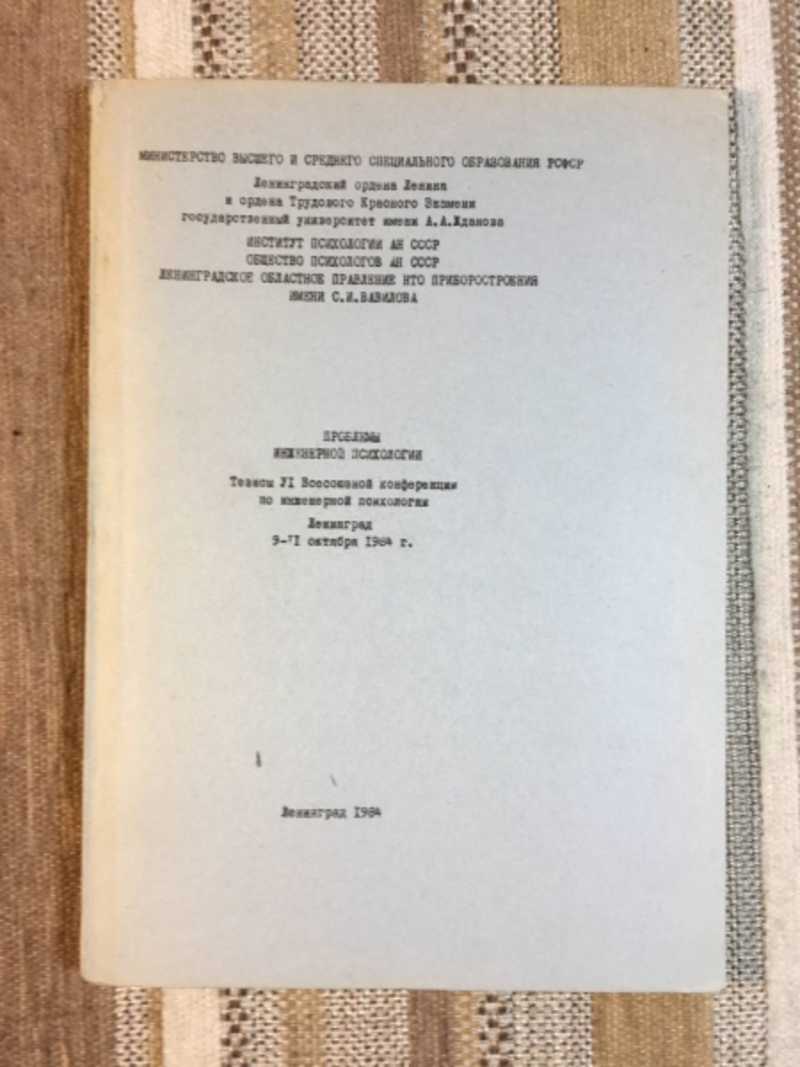 МИНИСТЕРСТВО ВЫСШЕГО И СРЕДНЕГО СПЕЦИАЛЬНОГО ОБРАЗОВАНИЯ РСФСР
Ленинградский ордена Ленина
и ордена Трудового Красного Знамени
государственный университет имени А.А.Жданова
ИНСТИТУТ ПСИХОЛОГИИ АН СССР
ОБЩЕСТВО ПСИХОЛОГОВ АН СССР
ЛЕНИНГРАДСКОЕ ОБЛАСТНОЕ ПРАВЛЕНИЕ НТО ПРИБОРОСТРОЕНИЯ
ИМЕНИ С.И.ВАВИЛОВА
ПРОБЛЕМЫ
ИНЖЕНЕРНОЙ ПСИХОЛОГИИ
Тезисы УI Всесоюзной конференции
по инженерной психологии
Ленинград
9-II октября 1984 г.
Ленинград 1984